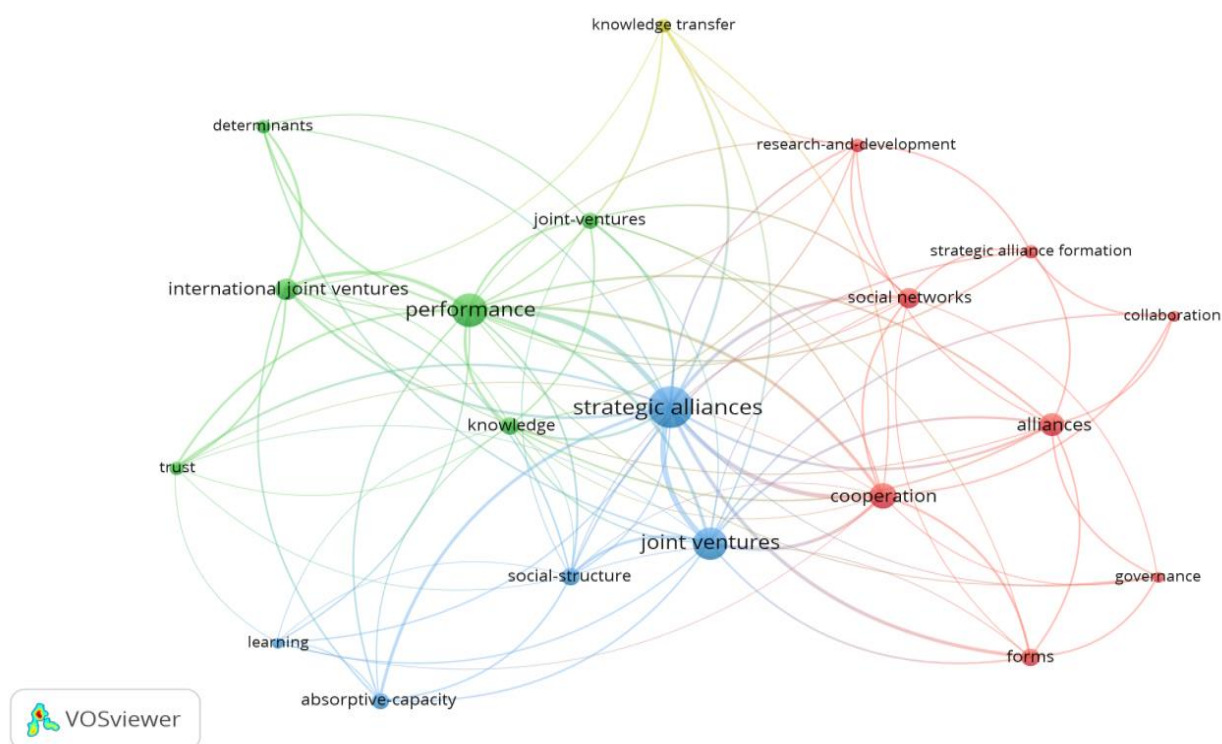 knowledge transfer
determinants
research-and-development
joint-ventures
strategic alliance formation
international joint ventures
social networks
performance
collaboration
strategic alliances
knowledge
alliances
trust
cooperation
joint ventures
social-structure
governance
learning
forms
absorptive-capacity
VOSviewer